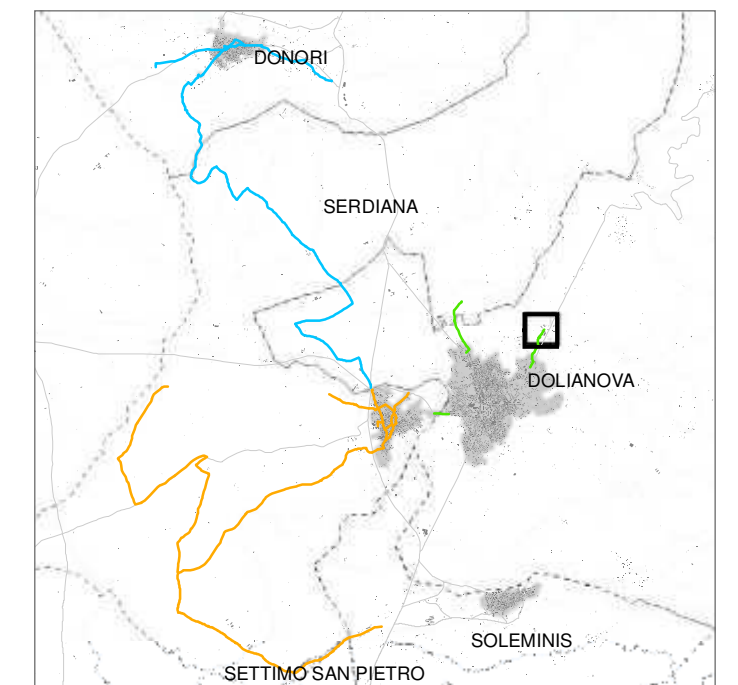 DONORI
SERDIANA
DOLIANOVA
SOLEMINIS
SETTIMO SAN PIETRO